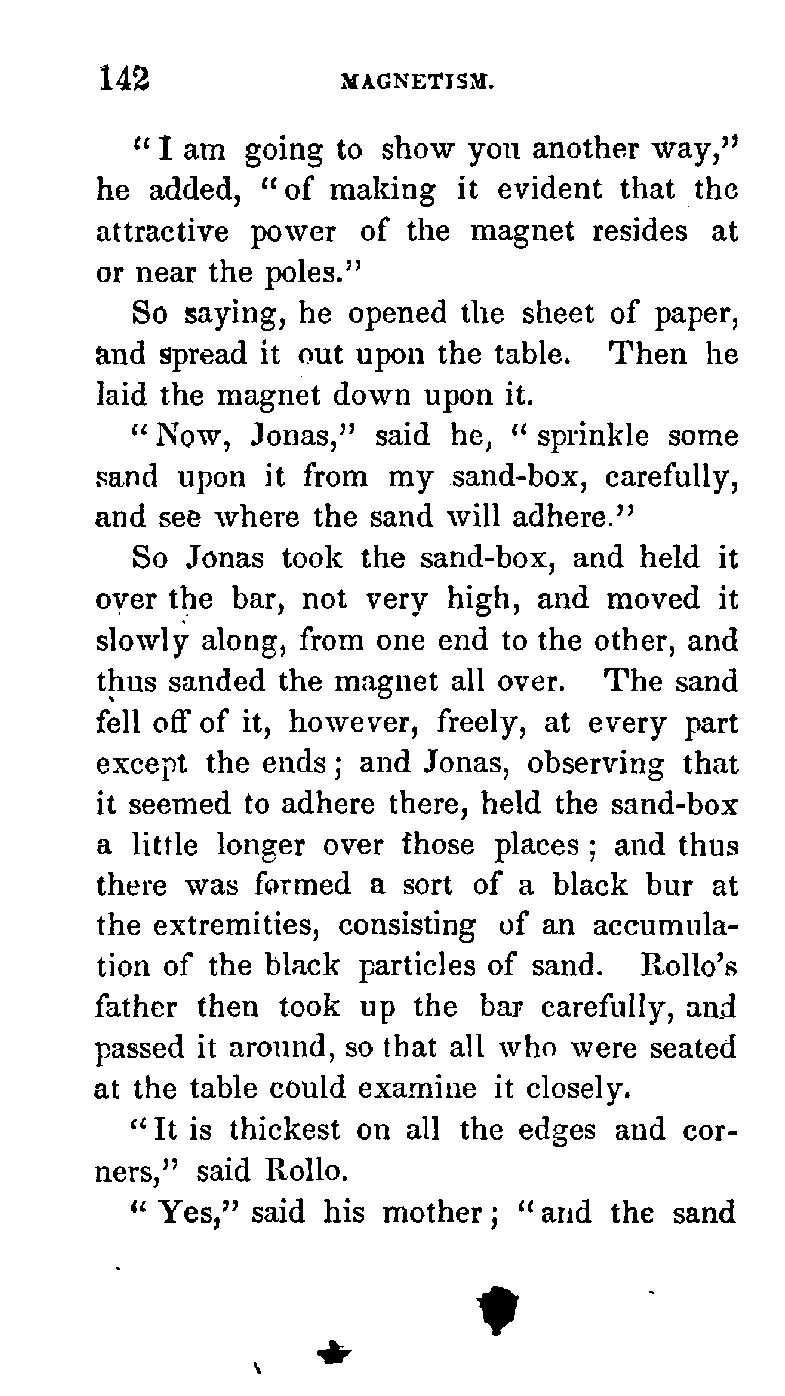 142 MAGNETISM.
"I am going to show you another way,"
he added, "of making it evident that the
attractive power of the magnet resides at
or near the poles."
So saying, he opened the sheet of paper,
and spread it out upon the table. Then he
laid the magnet down upon it.
"Now, Jonas," said he, "sprinkle some
sand upon it from my sand-box, carefully,
and see where the sand will adhere."
So Jonas took the sand-box, and held it
over the bar, not very high, and moved it
slowly along, from one end to the other, and
thus sanded the magnet all over. The sand
fell off of it, however, freely, at every part
except the ends; and Jonas, observing that
it seemed to adhere there, held the sand-box
a little longer over those places; and thus
there was formed a sort of a black bur at
the extremities, consisting of an accumula-
tion of the black particles of sand. Rollo's
father then took up the bar carefully, and
passed it around, so that all who were seated
at the table could examine it closely.
"It is thickest on all the edges and cor-
ners," said Rollo.
"Yes," said his mother; "and the sand